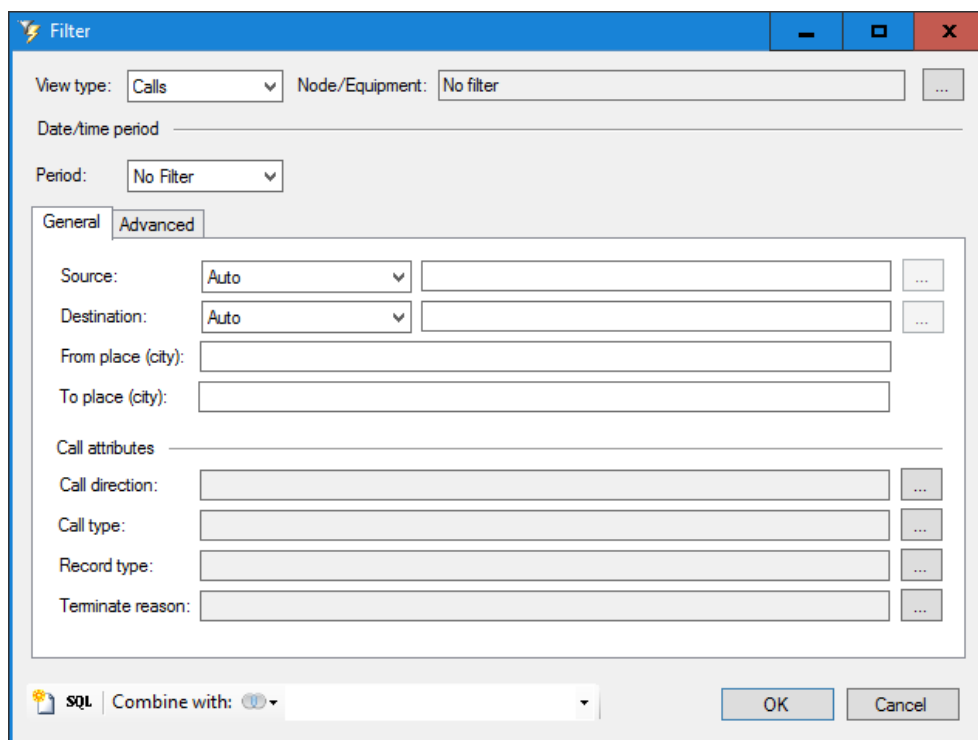 Filter
View type: Calls Node/Equipment: No filter ...
Date/time period
Period: No Filter
General Advanced
Source: Auto ...
Destination: Auto ...
From place (city):
To place (city):
Call attributes
Call direction: ...
Call type: ...
Record type: ...
Terminate reason: ...
SQL Combine with: OK Cancel